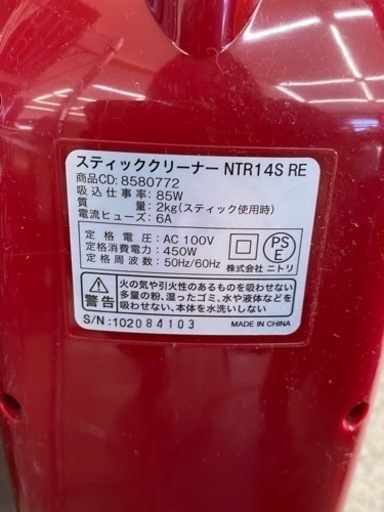 スティッククリーナー NTR14S RE
商品CD: 8580772
吸込仕事率: 85W
質量: 2kg(スティック使用時)
電流ヒューズ: 6A
定格電圧: AC 100V
定格消費電力: 450W
定格周波数: 50Hz/60Hz
PS
E
株式会社 ニトリ
警告
火の気や引火性のあるものを吸わせない
多量の粉、湿ったゴミ、水や液体などを
吸わせない、本体を水洗いしない
S/N:102084103
MADE IN CHINA